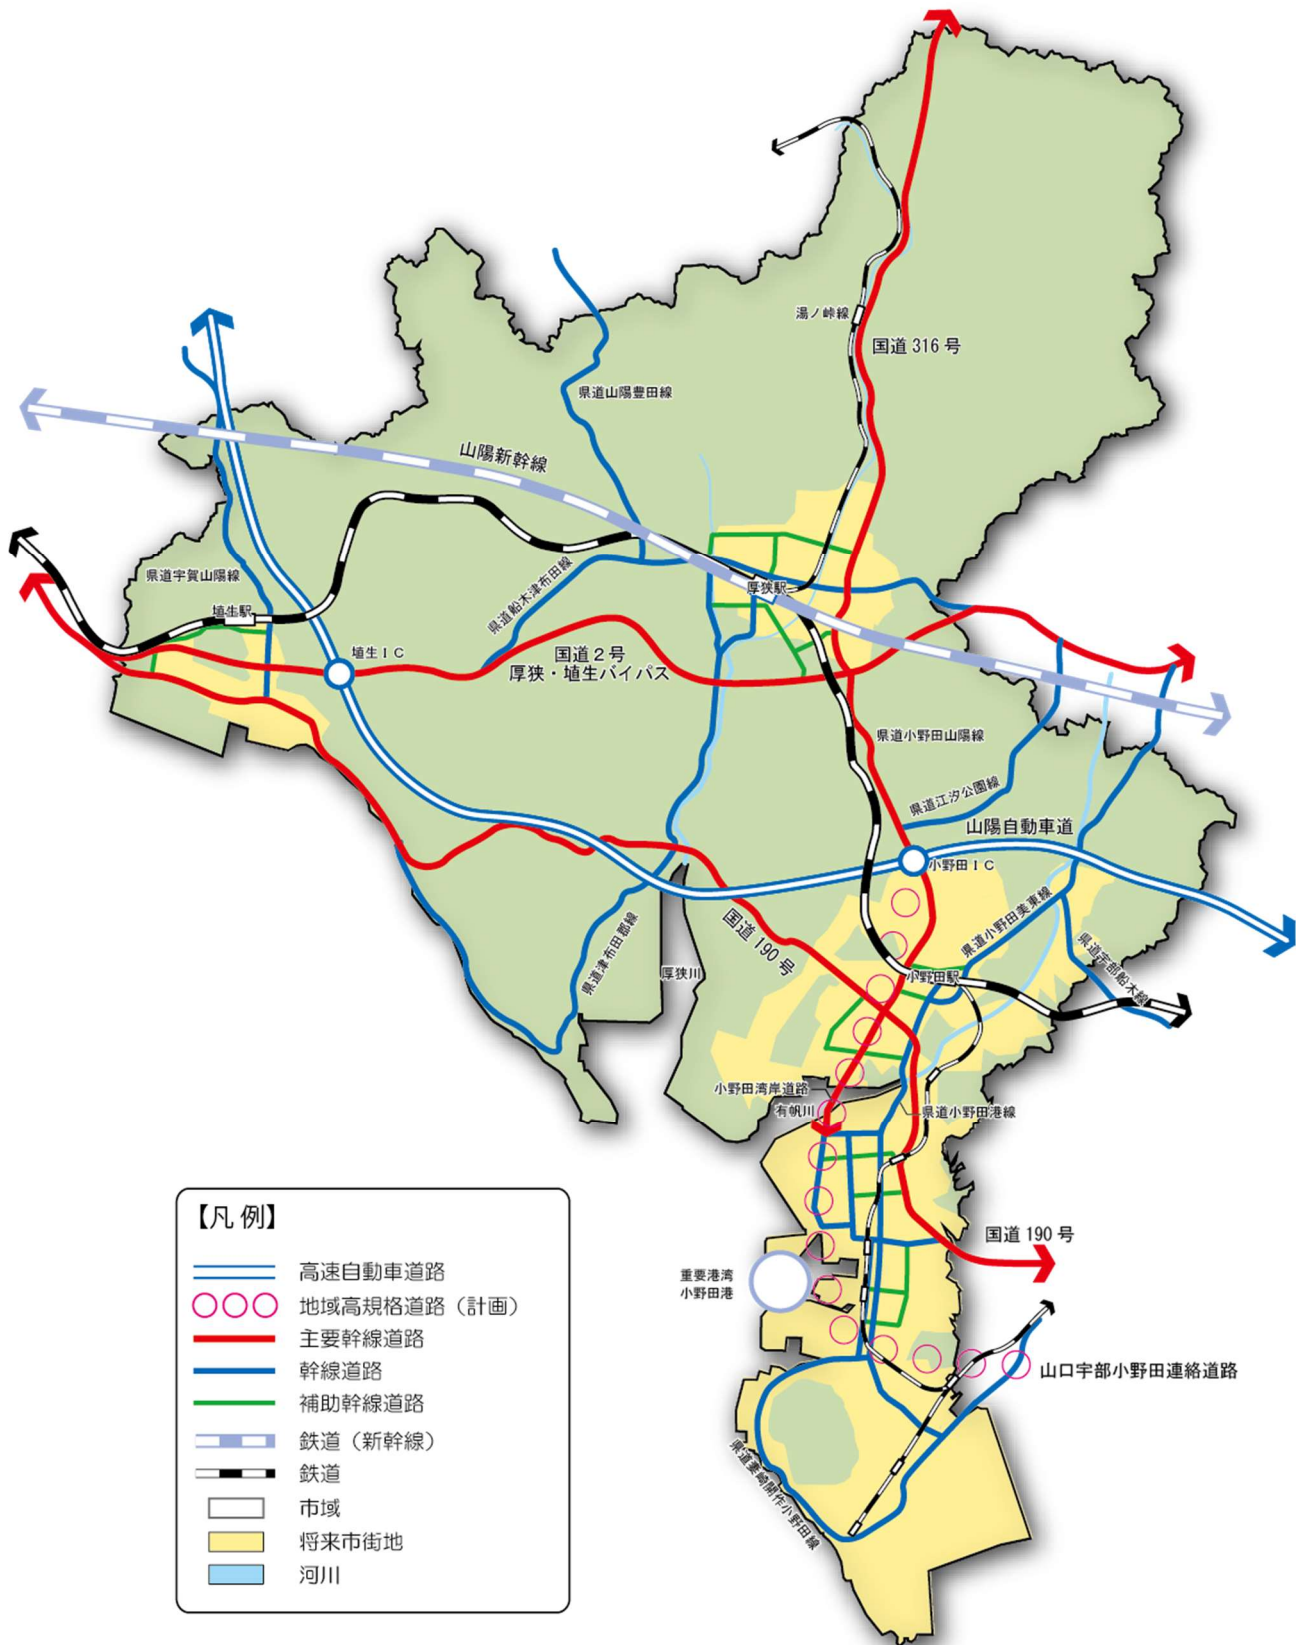 湯ノ峠線
国道316号
県道山陽豊田線
山陽新幹線
県道宇賀山陽線
埴生駅
県道船木津布田線
厚狭駅
埴生IC
国道2号
厚狭・埴生バイパス
県道小野田山陽線
県道江汐公園線
山陽自動車道
小野田IC
国道190号
県道小野田美東線
県道津布田郡線
厚狭川
小野田駅
県道宇部船木線
小野田湾岸道路
有帆川
県道小野田港線
国道190号
重要港湾
小野田港
山口宇部小野田連絡道路
県道妻崎開作小野田線
【凡例】
高速自動車道路
地域高規格道路（計画）
主要幹線道路
幹線道路
補助幹線道路
鉄道（新幹線）
鉄道
市域
将来市街地
河川